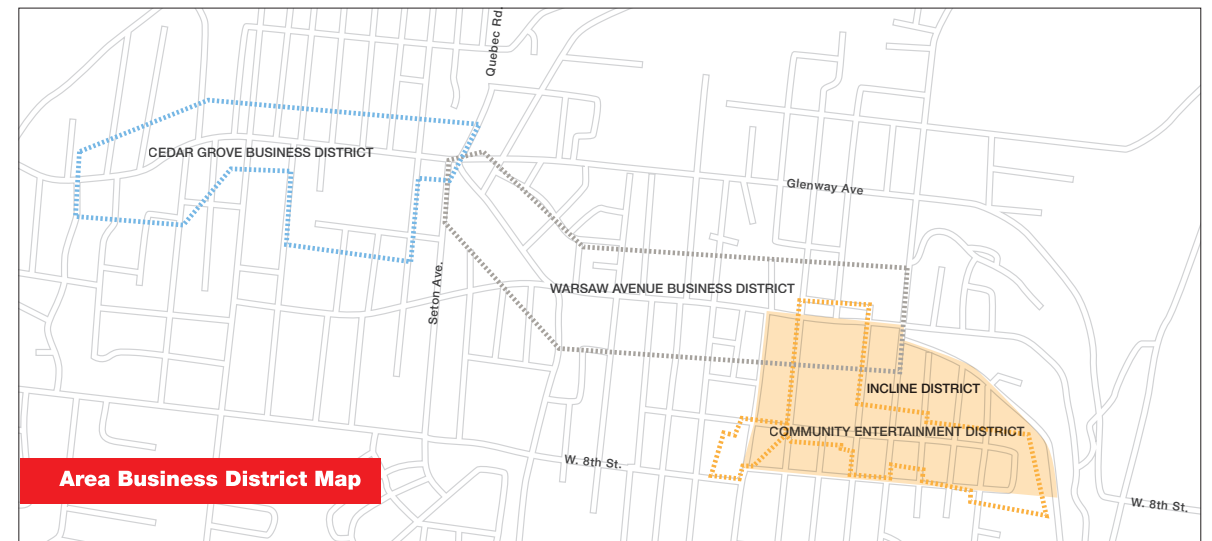 Quebec Rd.
CEDAR GROVE BUSINESS DISTRICT
Glenway Ave
Seton Ave.
WARSAW AVENUE BUSINESS DISTRICT
INCLINE DISTRICT
COMMUNITY ENTERTAINMENT DISTRICT
W. 8th St.
Area Business District Map
W. 8th St.